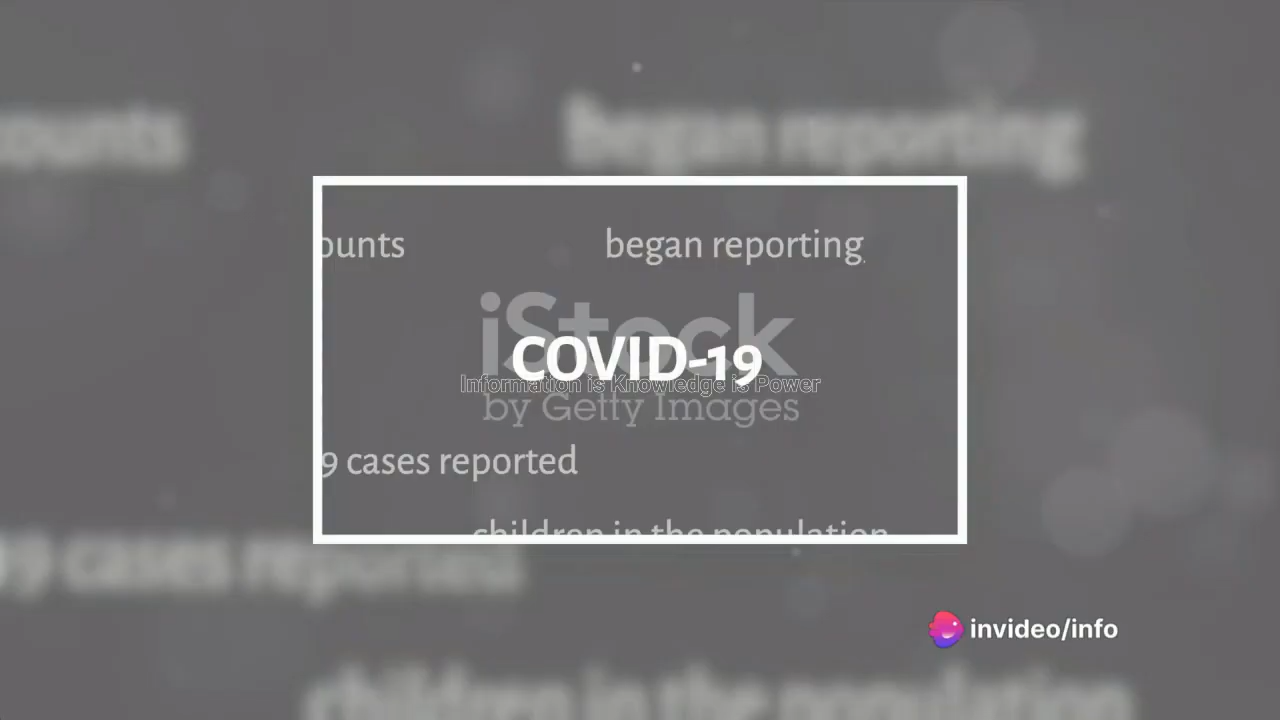 ounts
began reporting
ounts
began reporting
iStock
COVID-19
Information is Knowledge is Power
by Getty Images
9 cases reported
children in the population
9 cases reported
invideo/info
children in the population